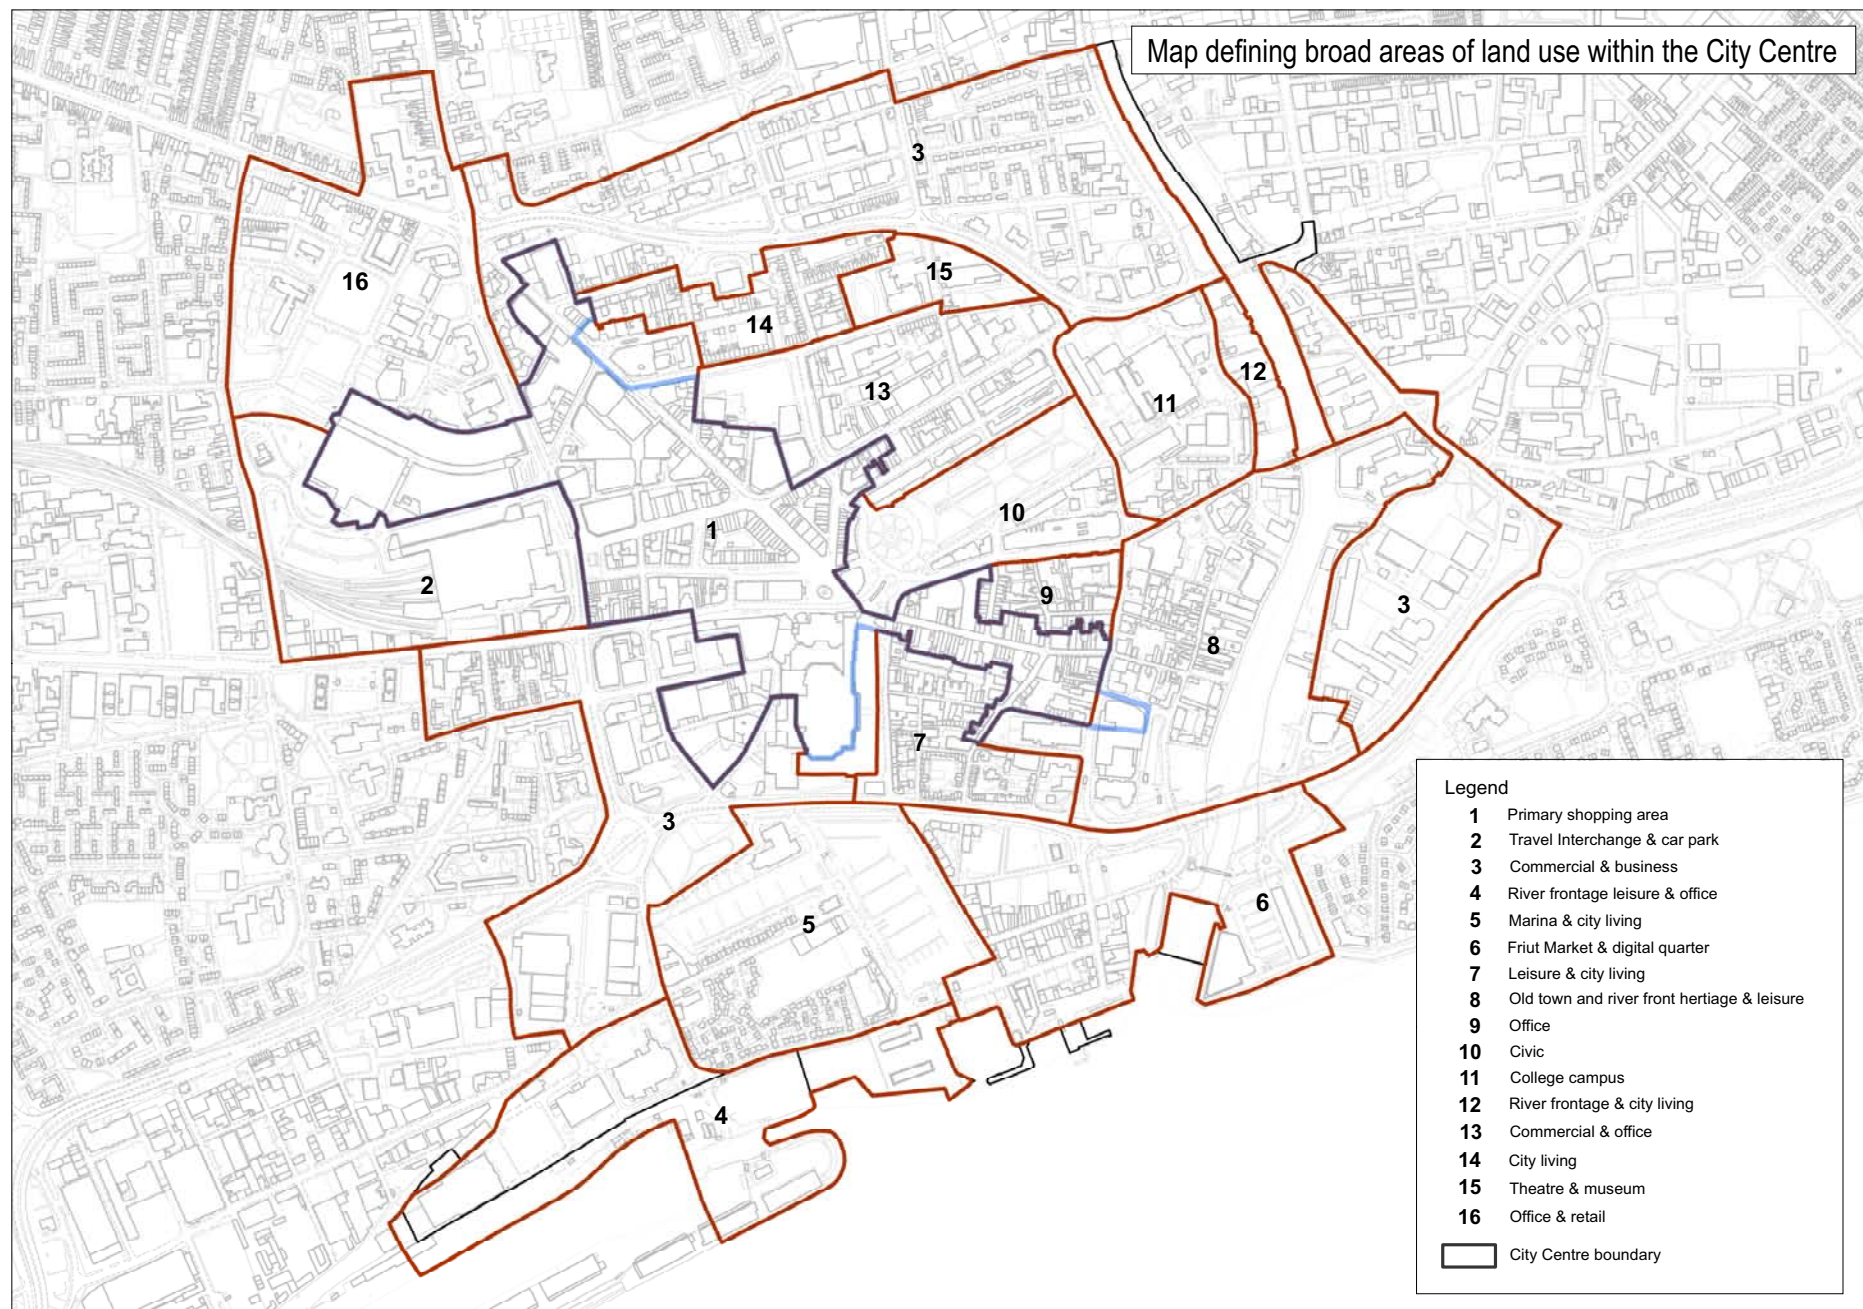 Map defining broad areas of land use within the City Centre
3
16
15
14
12
13
11
10
1
2
9
3
8
7
3
6
5
4
Legend
1 Primary shopping area
2 Travel Interchange & car park
3 Commercial & business
4 River frontage leisure & office
5 Marina & city living
6 Friut Market & digital quarter
7 Leisure & city living
8 Old town and river front hertiage & leisure
9 Office
10 Civic
11 College campus
12 River frontage & city living
13 Commercial & office
14 City living
15 Theatre & museum
16 Office & retail
City Centre boundary